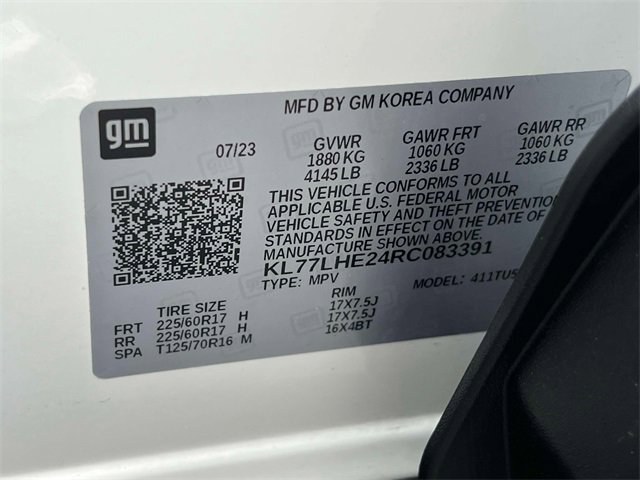 MFD BY GM KOREA COMPANY
gm
07/23
GVWR GAWR FRT GAWR RR
1880 KG 1060 KG 1060 KG
4145 LB 2336 LB 2336 LB
THIS VEHICLE CONFORMS TO ALL
APPLICABLE U.S. FEDERAL MOTOR
VEHICLE SAFETY AND THEFT PREVENTION
STANDARDS IN EFFECT ON THE DATE OF
MANUFACTURE SHOWN ABOVE
KL77LHE24RC083391
TYPE: MPV MODEL: 411TU5
TIRE SIZE RIM
FRT 225/60R17 H 17X7.5J
RR 225/60R17 H 17X7.5J
SPA T125/70R16 M 16X4BT